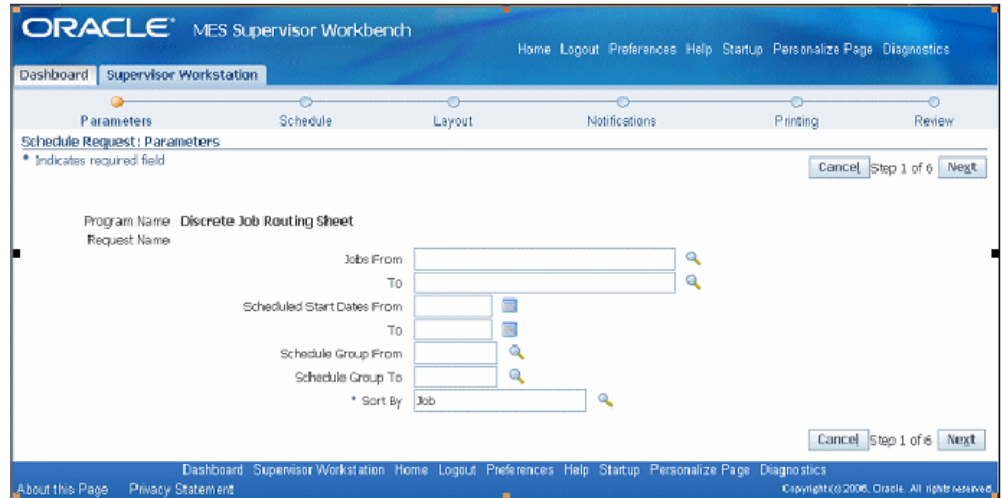 ORACLE MES Supervisor Workbench
Home Logout Preferences Help Startup Personalize Page Diagnostics
Dashboard Supervisor Workstation
Parameters Schedule Layout Notifications Printing Review
Schedule Request: Parameters
* Indicates required field
Cancel Step 1 of 6 Next
Program Name Discrete Job Routing Sheet
Request Name
Jobs From
To
Scheduled Start Dates From
To
Schedule Group From
Schedule Group To
* Sort By Job
Cancel Step 1 of 6 Next
Dashboard Supervisor Workstation Home Logout Preferences Help Startup Personalize Page Diagnostics
About this Page Privacy Statement Copyright (c) 2006, Oracle. All rights reserved.